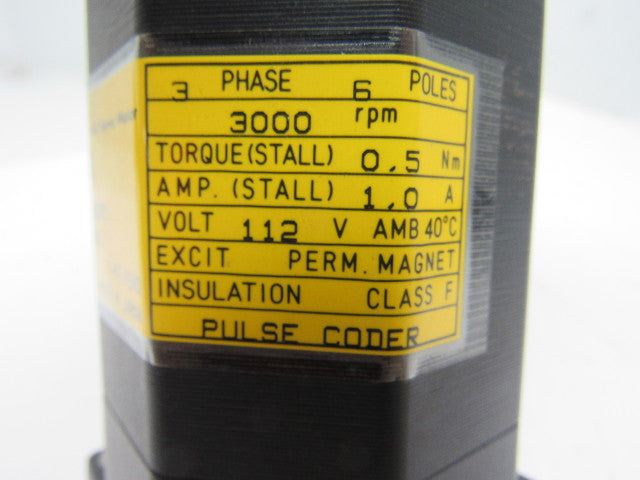 3 PHASE 6 POLES
3000 rpm
TORQUE(STALL) 0.5 Nm
AMP. (STALL) 1.0 A
VOLT 112 V AMB 40°C
EXCIT PERM. MAGNET
INSULATION CLASS F
PULSE CODER